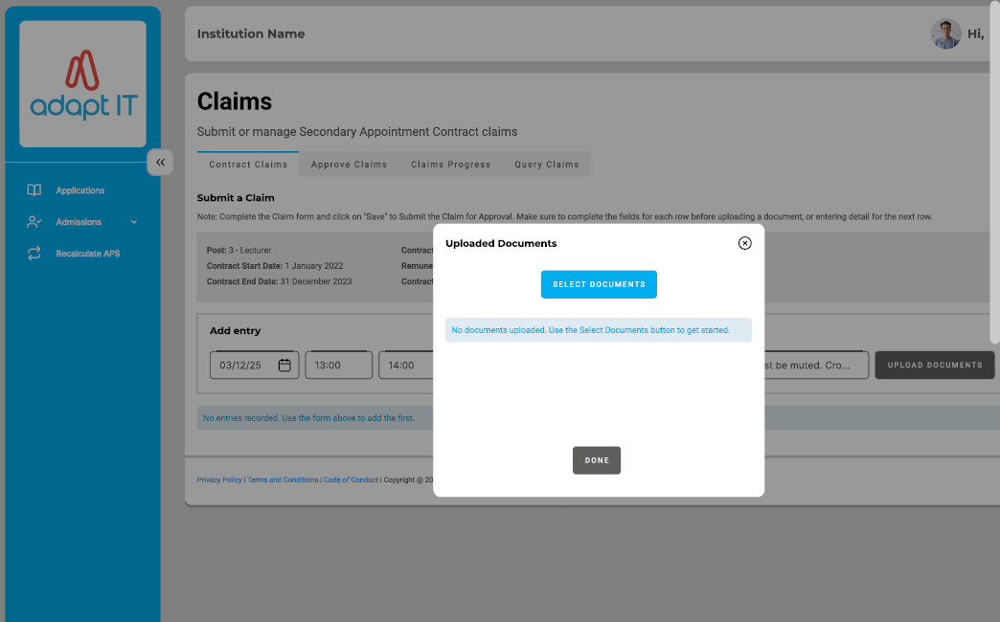 Institution Name
Hi,
adapt IT
Applications
Admissions
Recalculate APS
Claims
Submit or manage Secondary Appointment Contract claims
Contract Claims Approve Claims Claims Progress Query Claims
Submit a Claim
Note: Complete the Claim form and click on "Save" to Submit the Claim for Approval. Make sure to complete the fields for each row before uploading a document, or entering detail for the next row.
Post: 3 - Lecturer Contract
Contract Start Date: 1 January 2022 Remune
Contract End Date: 31 December 2023 Contract
Add entry
03/12/25 13:00 14:00 st be muted. Cro... UPLOAD DOCUMENTS
No entries recorded. Use the form above to add the first.
Privacy Policy | Terms and Conditions | Code of Conduct | Copyright @ 20
Uploaded Documents
SELECT DOCUMENTS
No documents uploaded. Use the Select Documents button to get started.
DONE